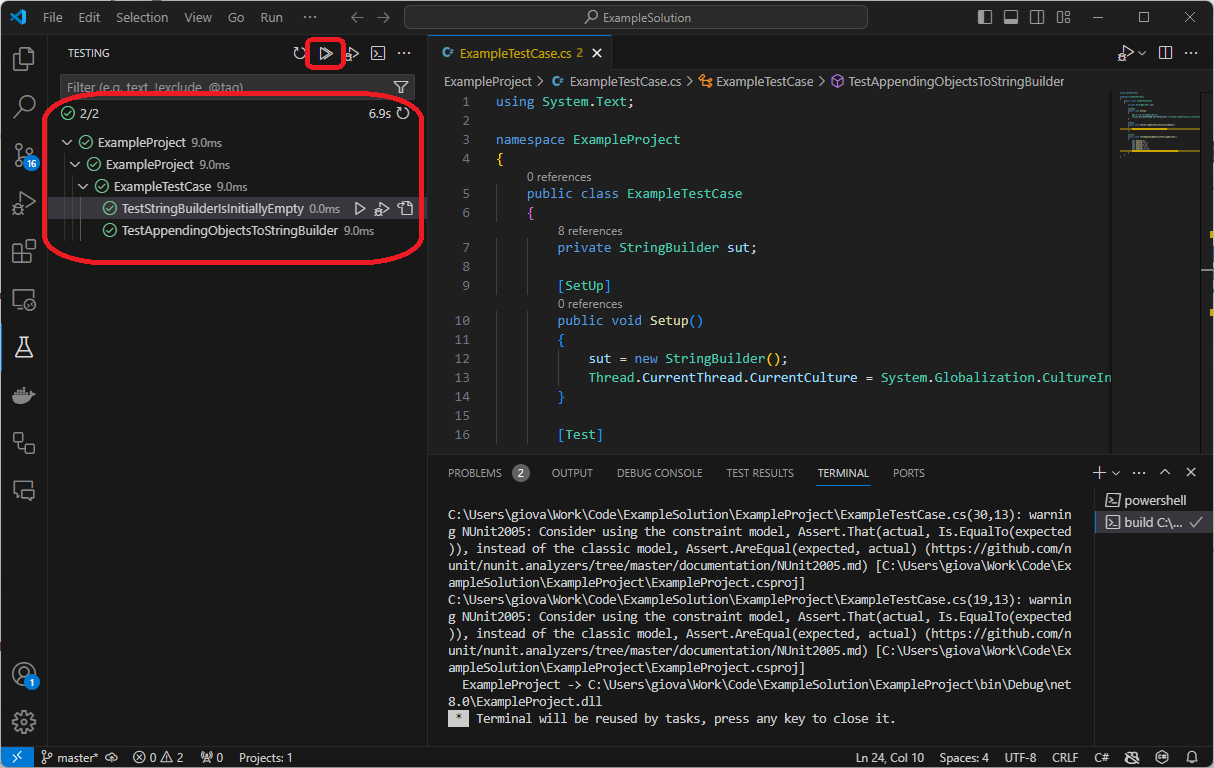 File Edit Selection View Go Run ··· ExampleSolution
TESTING
Filter (e.g. text, !exclude, @tag)
2/2 6.9s
ExampleProject 9.0ms
ExampleProject 9.0ms
ExampleTestCase 9.0ms
TestStringBuilderIsInitiallyEmpty 0.0ms
TestAppendingObjectsToStringBuilder 9.0ms
16
1
ExampleTestCase.cs 2
ExampleProject > ExampleTestCase.cs > ExampleTestCase > TestAppendingObjectsToStringBuilder
1 using System.Text;
2
3 namespace ExampleProject
4 {
0 references
5 public class ExampleTestCase
6 {
8 references
7 private StringBuilder sut;
8
9 [SetUp]
0 references
10 public void Setup()
11 {
12 sut = new StringBuilder();
13 Thread.CurrentThread.CurrentCulture = System.Globalization.CultureIn
14 }
15
16 [Test]
PROBLEMS 2 OUTPUT DEBUG CONSOLE TEST RESULTS TERMINAL PORTS
C:\Users\giova\Work\Code\ExampleSolution\ExampleProject\ExampleTestCase.cs(30,13): warnin
g NUnit2005: Consider using the constraint model, Assert.That(actual, Is.EqualTo(expected
)), instead of the classic model, Assert.AreEqual(expected, actual) (https://github.com/n
unit/nunit.analyzers/tree/master/documentation/NUnit2005.md) [C:\Users\giova\Work\Code\Ex
ampleSolution\ExampleProject\ExampleProject.csproj]
C:\Users\giova\Work\Code\ExampleSolution\ExampleProject\ExampleTestCase.cs(19,13): warnin
g NUnit2005: Consider using the constraint model, Assert.That(actual, Is.EqualTo(expected
)), instead of the classic model, Assert.AreEqual(expected, actual) (https://github.com/n
unit/nunit.analyzers/tree/master/documentation/NUnit2005.md) [C:\Users\giova\Work\Code\Ex
ampleSolution\ExampleProject\ExampleProject.csproj]
ExampleProject -> C:\Users\giova\Work\Code\ExampleSolution\ExampleProject\bin\Debug\net
8.0\ExampleProject.dll
* Terminal will be reused by tasks, press any key to close it.
powershell
build C:\...
master* 0 2 0 Projects: 1 Ln 24, Col 10 Spaces: 4 UTF-8 CRLF C#